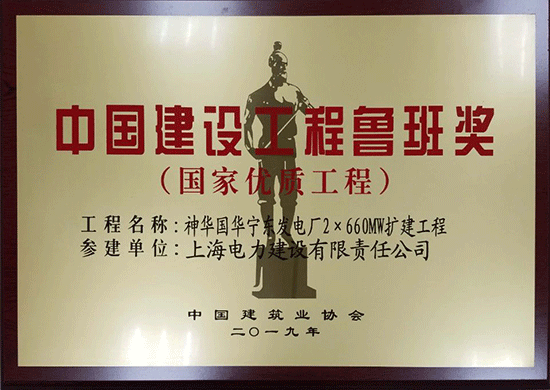 中国建设工程鲁班奖
（国家优质工程）
工程名称：神华国华宁东发电厂2×660MW扩建工程
参建单位：上海电力建设有限责任公司
中国建筑业协会
二〇一九年